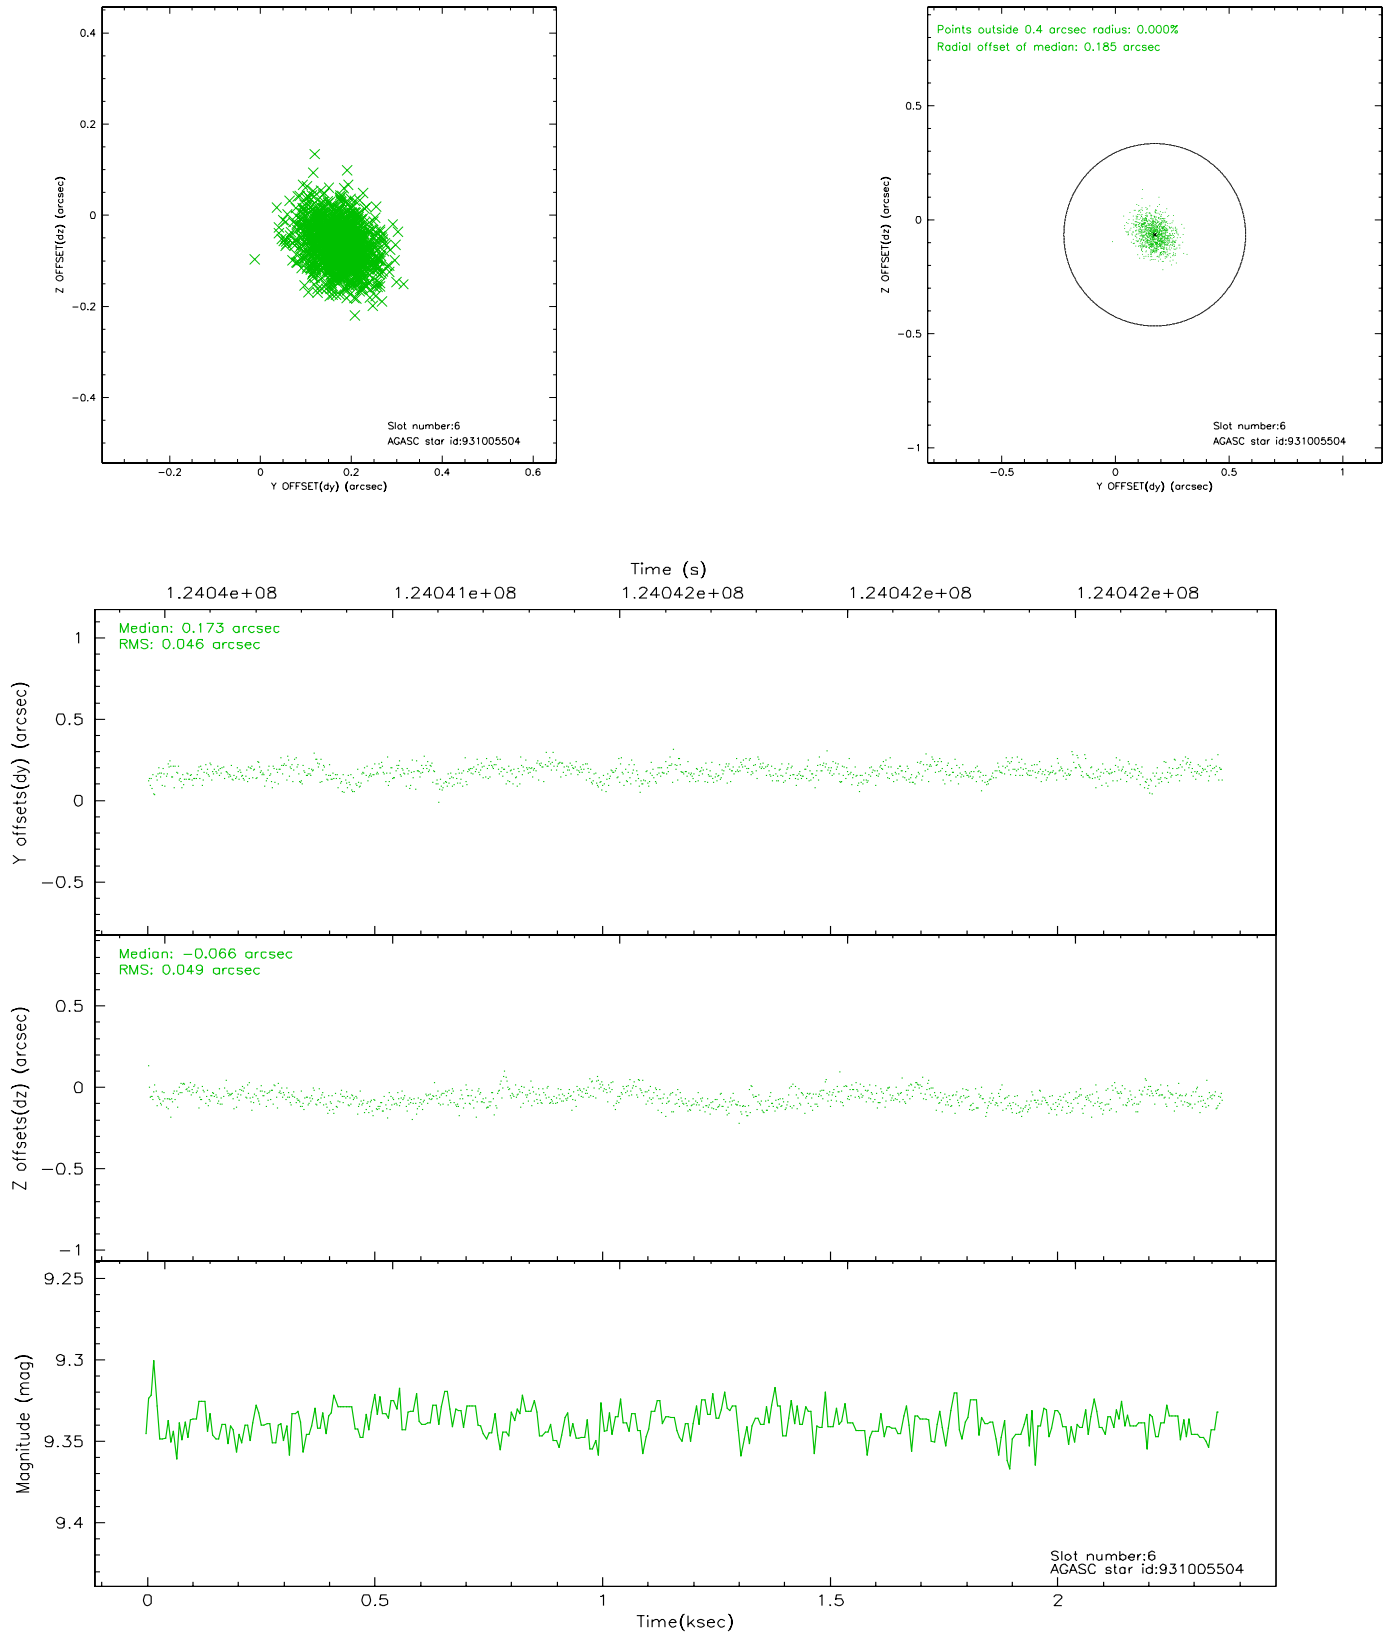 0.4
0.2
0
−0.2
−0.4
Z OFFSET(dz) (arcsec)
Slot number:6
AGASC star id:931005504
−0.2 0 0.2 0.4 0.6
Y OFFSET(dy) (arcsec)
Points outside 0.4 arcsec radius: 0.000%
Radial offset of median: 0.185 arcsec
0.5
0
−0.5
−1
Z OFFSET(dz) (arcsec)
Slot number:6
AGASC star id:931005504
−0.5 0 0.5 1
Y OFFSET(dy) (arcsec)
Time (s)
1.2404e+08 1.24041e+08 1.24042e+08 1.24042e+08 1.24042e+08
Median: 0.173 arcsec
RMS: 0.046 arcsec
1
0.5
0
−0.5
Y offsets(dy) (arcsec)
Median: −0.066 arcsec
RMS: 0.049 arcsec
0.5
0
−0.5
−1
Z offsets(dz) (arcsec)
9.25
9.3
9.35
9.4
Magnitude (mag)
Slot number:6
AGASC star id:931005504
0 0.5 1 1.5 2
Time(ksec)